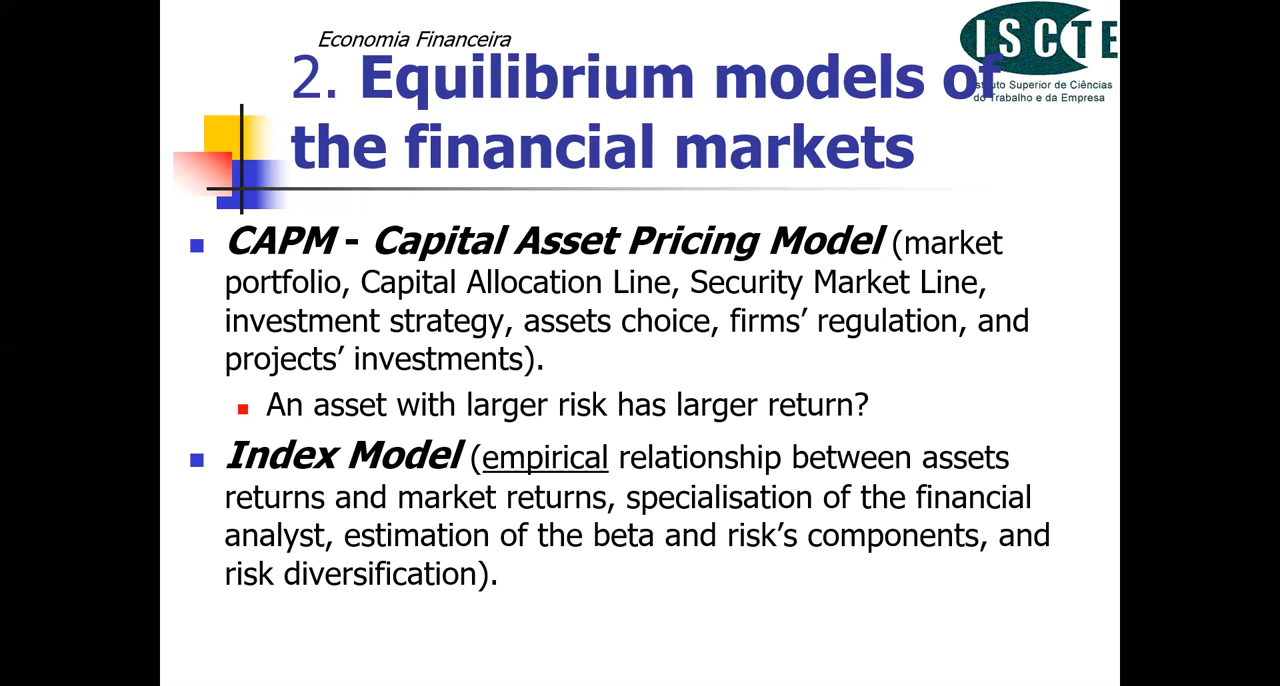 Economia Financeira
ISCTE
2. Equilibrium models of
Superior de Ciências
do Trabalho e da Empresa
the financial markets
CAPM - Capital Asset Pricing Model (market
portfolio, Capital Allocation Line, Security Market Line,
investment strategy, assets choice, firms’ regulation, and
projects’ investments).
An asset with larger risk has larger return?
Index Model (empirical relationship between assets
returns and market returns, specialisation of the financial
analyst, estimation of the beta and risk’s components, and
risk diversification).